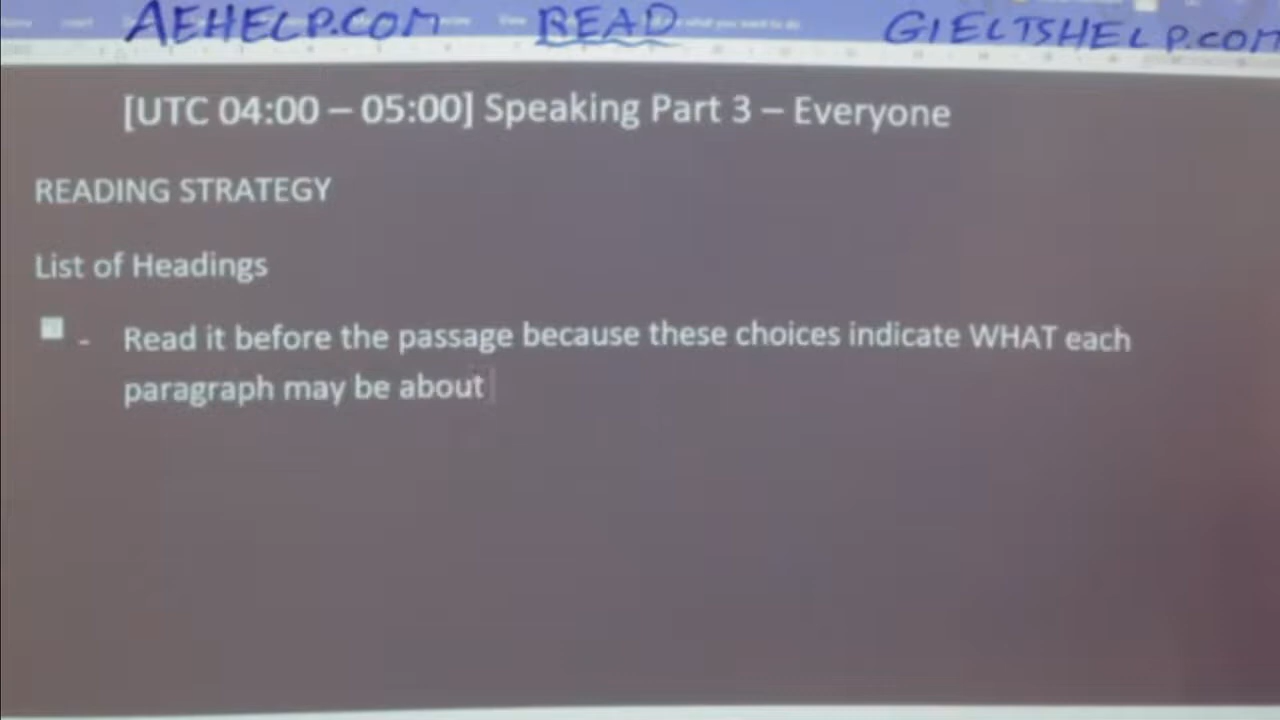 AEHELP.COM READ GIELTSHELP.COM
[UTC 04:00 – 05:00] Speaking Part 3 – Everyone
READING STRATEGY
List of Headings
- Read it before the passage because these choices indicate WHAT each
paragraph may be about